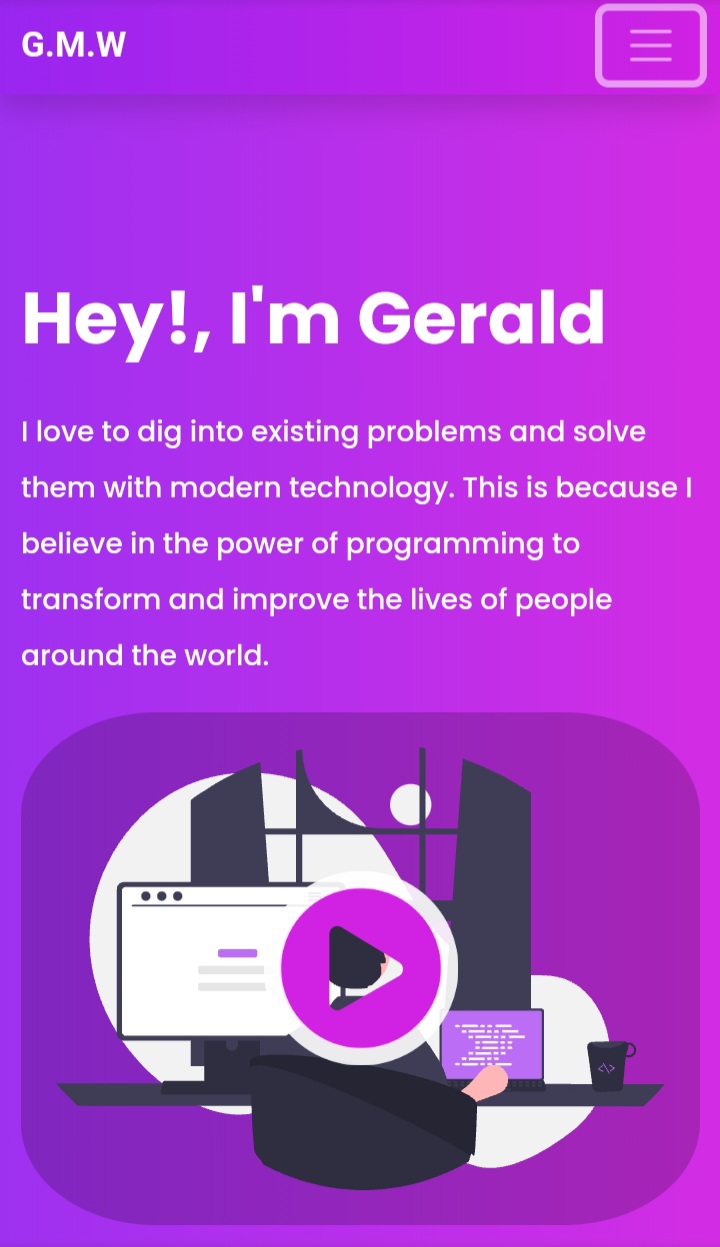 G.M.W
Hey!, I'm Gerald
I love to dig into existing problems and solve
them with modern technology. This is because I
believe in the power of programming to
transform and improve the lives of people
around the world.